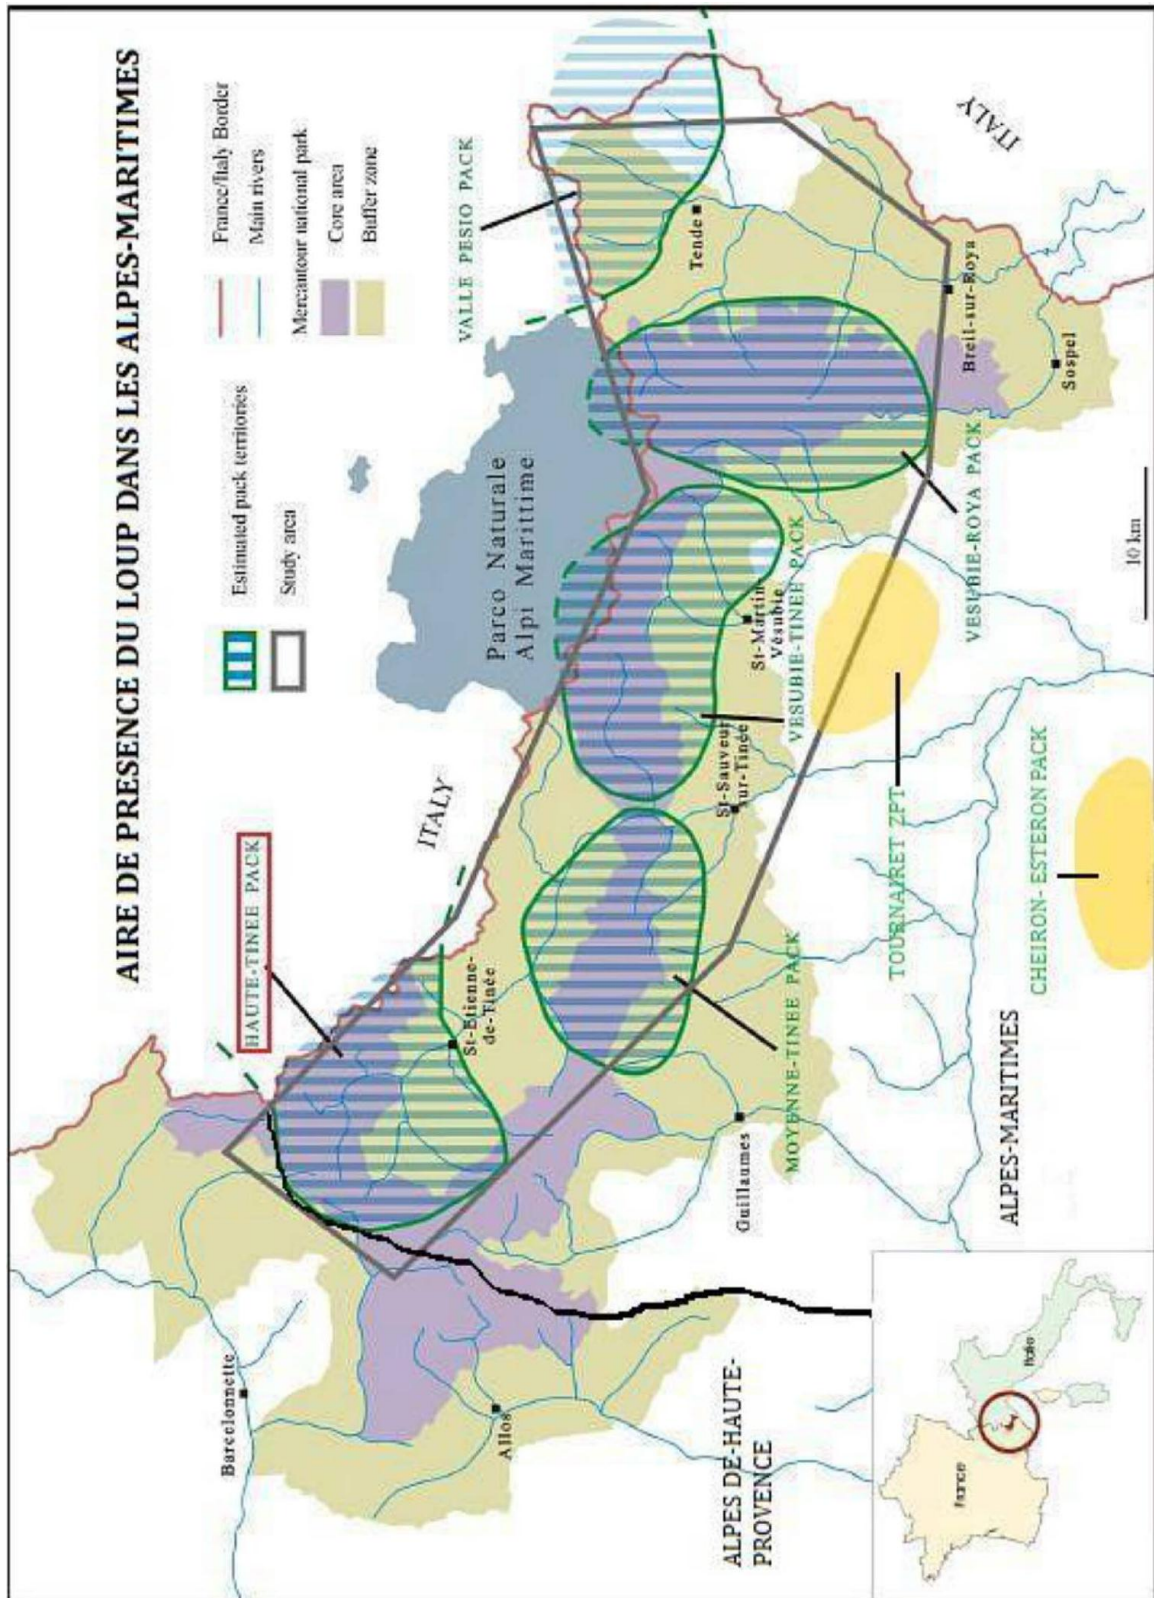 AIRE DE PRESENCE DU LOUP DANS LES ALPES-MARITIMES
Estimated pack territories
Study area
France/Italy Border
Main rivers
Mercantour national park
Core area
Buffer zone
HAUTE-TINEE PACK
VALLE PESIO PACK
ITALY
Parco Naturale
Alpi Marittime
ITALY
Barcelonnette
St-Etienne-
de-Tinée
Tende
Allos
St-Sauveur
sur-Tinée
St-Martin-
Vésubie
Guillaumes
Breil-sur-Roya
Sospel
MOYENNE-TINEE PACK
VESUBIE-TINEE PACK
VESUBIE-ROYA PACK
TOURNAIRET ZPT
CHEIRON- ESTERON PACK
ALPES DE-HAUTE-
PROVENCE
ALPES-MARITIMES
10 km
France
Italie